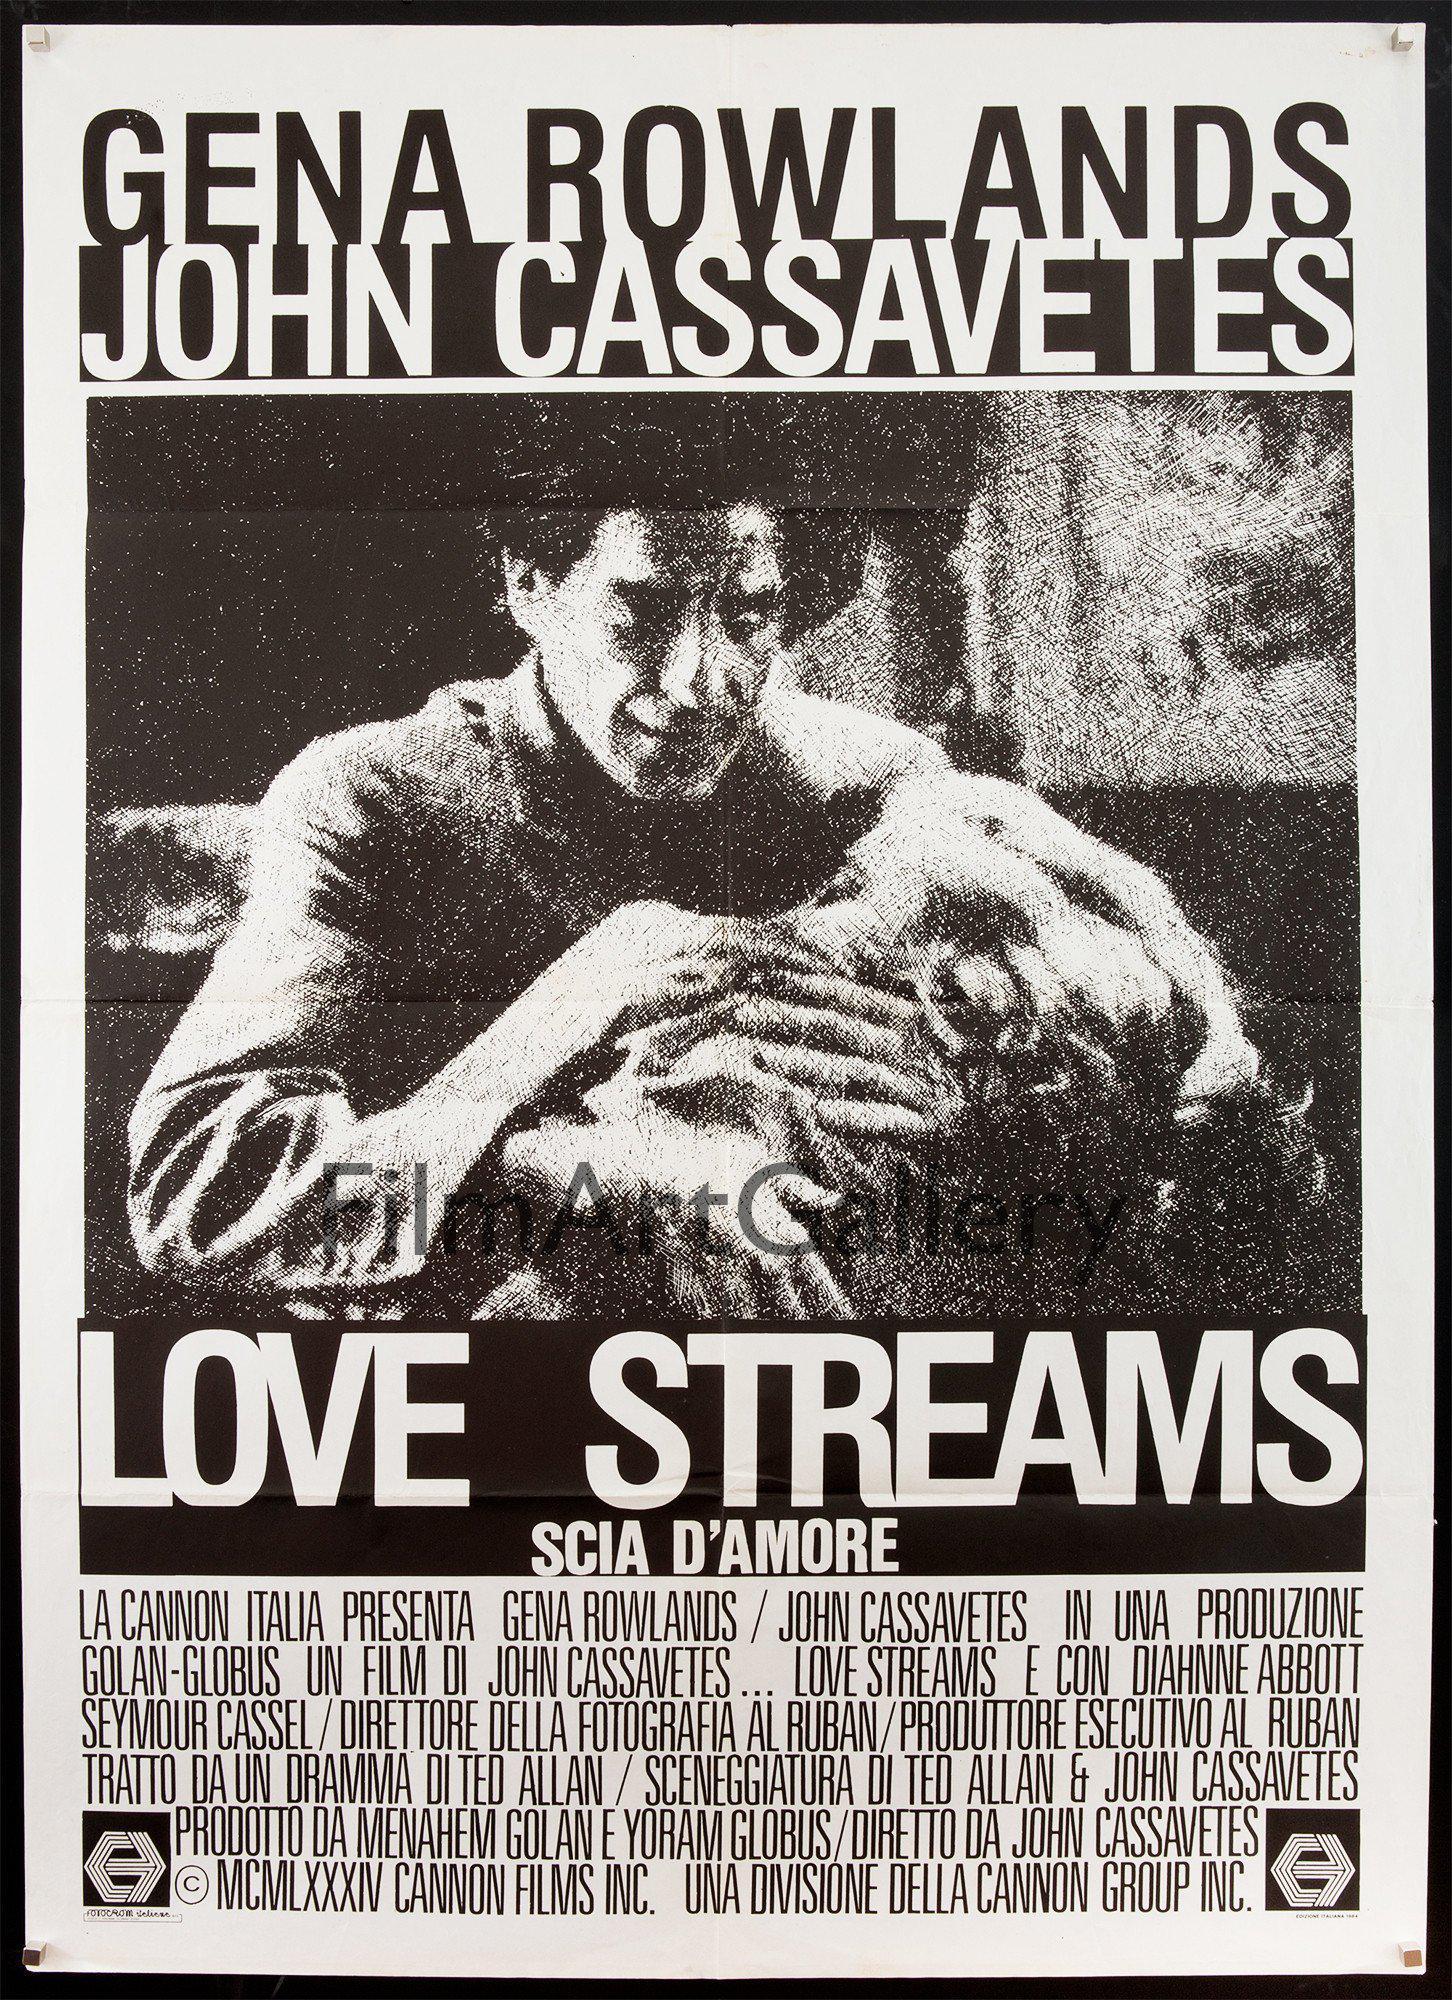 GENA ROWLANDS
JOHN CASSAVETES
FilmArtGallery
LOVE STREAMS
SCIA D'AMORE
LA CANNON ITALIA PRESENTA GENA ROWLANDS / JOHN CASSAVETES IN UNA PRODUZIONE
GOLAN-GLOBUS UN FILM DI JOHN CASSAVETES ... LOVE STREAMS E CON DIAHNNE ABBOTT
SEYMOUR CASSEL / DIRETTORE DELLA FOTOGRAFIA AL RUBAN / PRODUTTORE ESECUTIVO AL RUBAN
TRATTO DA UN DRAMMA DI TED ALLAN / SCENEGGIATURA DI TED ALLAN & JOHN CASSAVETES
PRODOTTO DA MENAHEM GOLAN E YORAM GLOBUS / DIRETTO DA JOHN CASSAVETES
© MCMLXXXIV CANNON FILMS INC. UNA DIVISIONE DELLA CANNON GROUP INC.
FOTOCROM italiana
EDIZIONE ITALIANA 1984